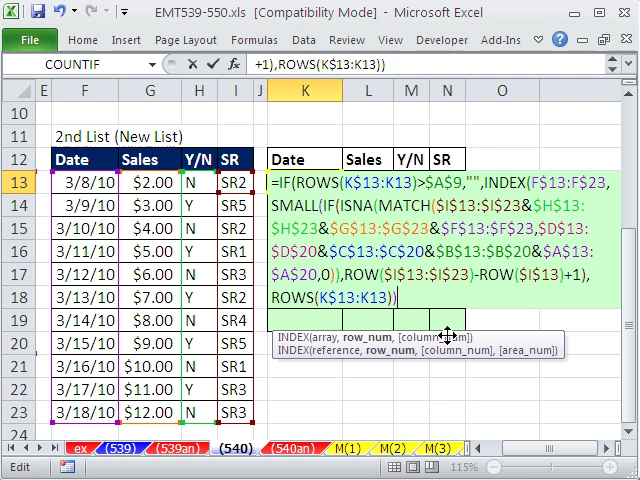 EMT539-550.xls [Compatibility Mode] - Microsoft Excel
File Home Insert Page Layout Formulas Data Review View Developer Add-Ins
COUNTIF +1),ROWS(K$13:K13))
E F G H I J K L M N O
10
11 2nd List (New List)
12 Date Sales Y/N SR Date Sales Y/N SR
13 3/8/10 $2.00 N SR2 =IF(ROWS(K$13:K13)>$A$9,"",INDEX(F$13:F$23,
14 3/9/10 $3.00 Y SR5 SMALL(IF(ISNA(MATCH($I$13:$I$23&$H$13:
15 3/10/10 $4.00 N SR2 $H$23&$G$13:$G$23&$F$13:$F$23,$D$13:
16 3/11/10 $5.00 Y SR1 $D$20&$C$13:$C$20&$B$13:$B$20&$A$13:
17 3/12/10 $6.00 N SR3 $A$20,0)),ROW($I$13:$I$23)-ROW($I$13)+1),
18 3/13/10 $7.00 Y SR2 ROWS(K$13:K13))
19 3/14/10 $8.00 N SR4
20 3/15/10 $9.00 Y SR5
21 3/16/10 $10.00 N SR1
22 3/17/10 $11.00 Y SR3
23 3/18/10 $12.00 N SR3
24
INDEX(array, row_num, [column_num])
INDEX(reference, row_num, [column_num], [area_num])
ex (539) (539an) (540) (540an) M(1) M(2) M(3)
Edit 115%